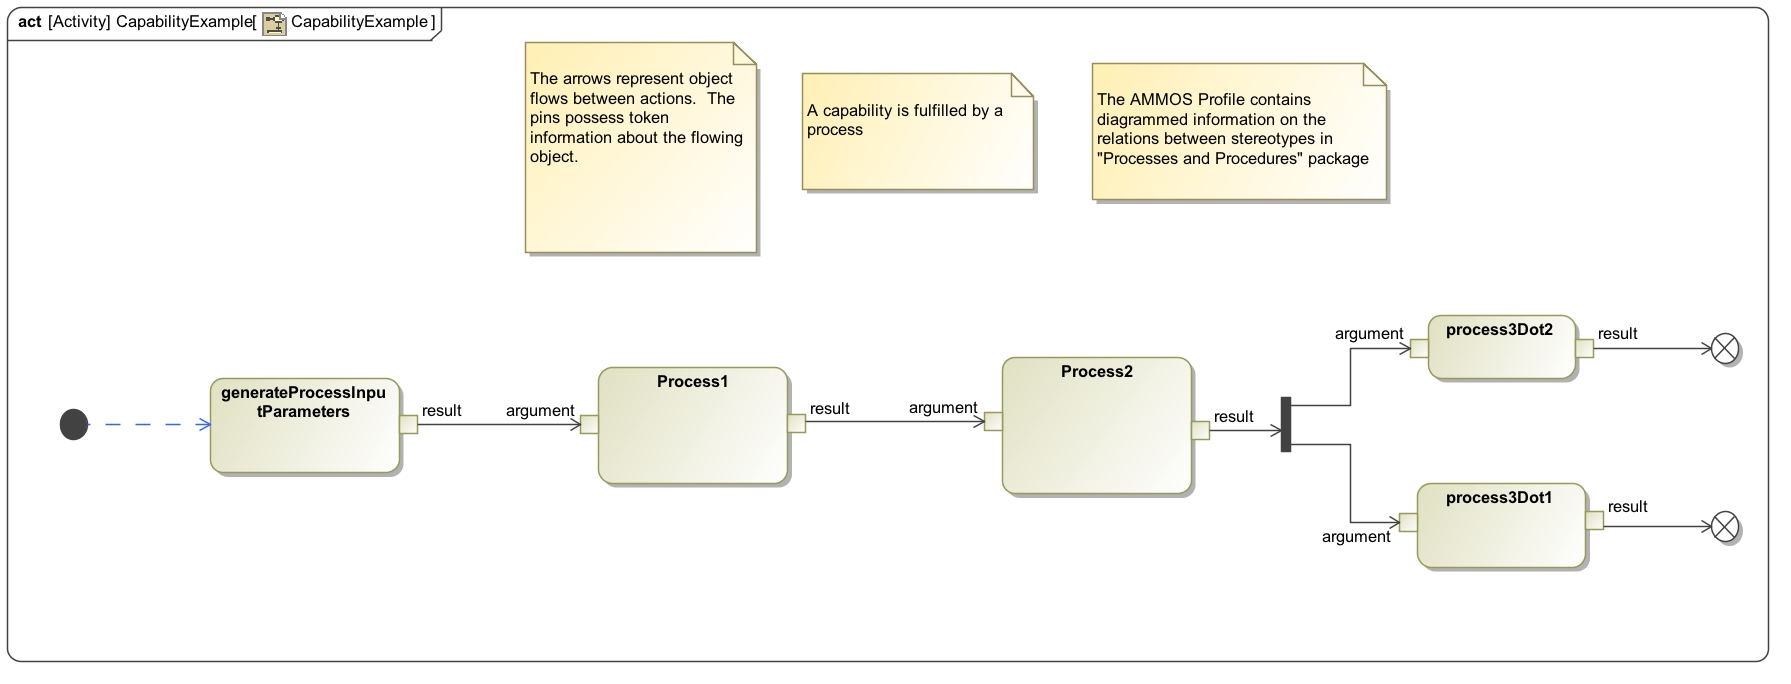 act [Activity] CapabilityExample[ CapabilityExample ]
The arrows represent object
flows between actions.  The
pins possess token
information about the flowing
object.
A capability is fulfilled by a
process
The AMMOS Profile contains
diagrammed information on the
relations between stereotypes in
"Processes and Procedures" package
generateProcessInpu
tParameters
result
argument
Process1
result
argument
Process2
result
argument
process3Dot2
result
argument
process3Dot1
result